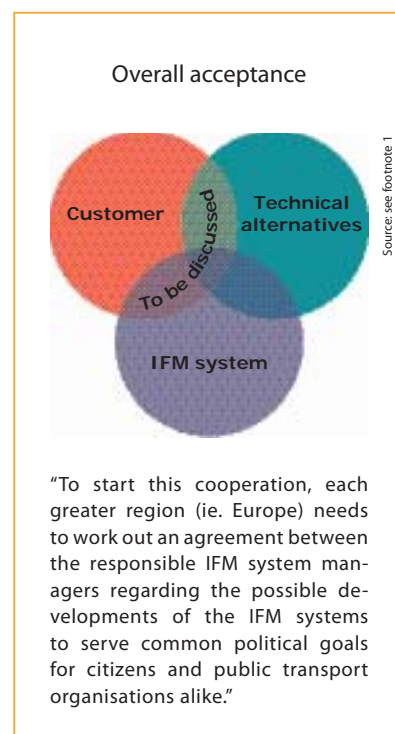 Overall acceptance
Source: see footnote 1
Customer
Technical
alternatives
To be discussed
IFM system
“To start this cooperation, each
greater region (ie. Europe) needs
to work out an agreement between
the responsible IFM system man-
agers regarding the possible de-
velopments of the IFM systems
to serve common political goals
for citizens and public transport
organisations alike.”